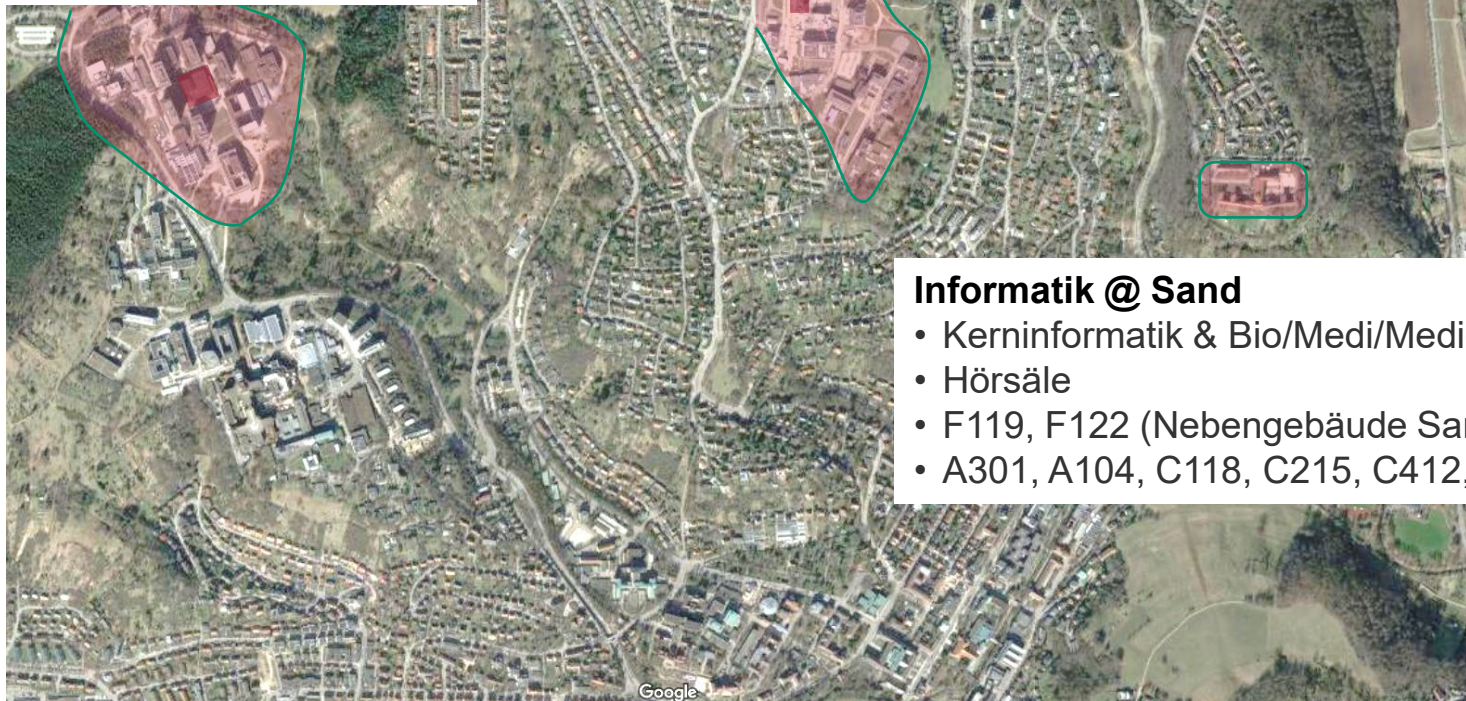 Informatik @ Sand
• Kerninformatik & Bio/Medi/Medi
• Hörsäle
• F119, F122 (Nebengebäude Sa
• A301, A104, C118, C215, C412,
Google